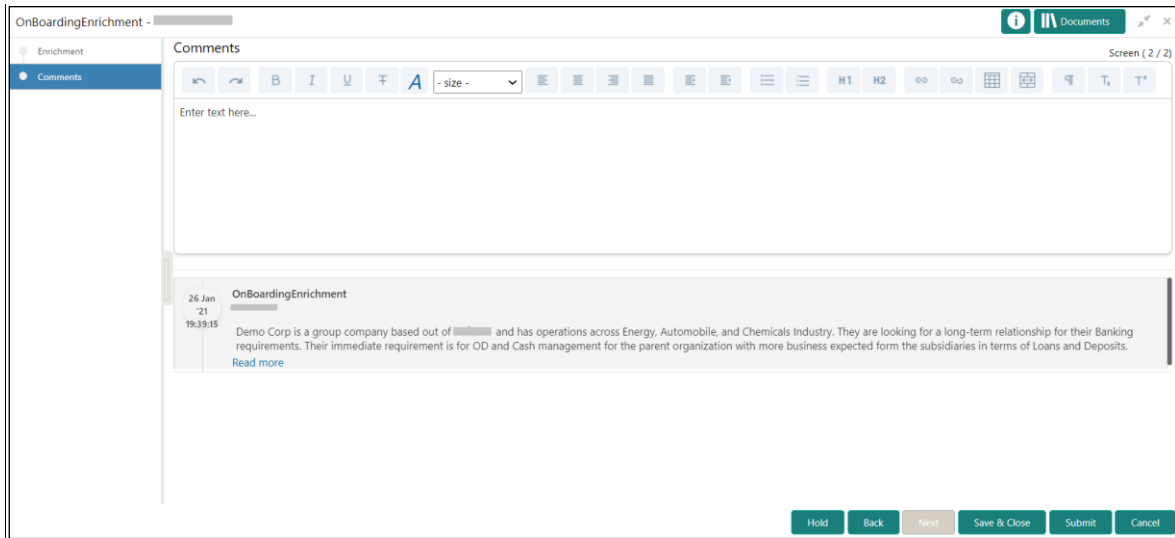 OnBoardingEnrichment -
Documents
Enrichment
Comments
Comments
Screen ( 2 / 2)
B I U T A - size - H1 H2 ¶ Tₓ T⁺
Enter text here...
26 Jan
'21
19:39:15
OnBoardingEnrichment
Demo Corp is a group company based out of and has operations across Energy, Automobile, and Chemicals Industry. They are looking for a long-term relationship for their Banking
requirements. Their immediate requirement is for OD and Cash management for the parent organization with more business expected form the subsidiaries in terms of Loans and Deposits.
Read more
Hold Back Next Save & Close Submit Cancel